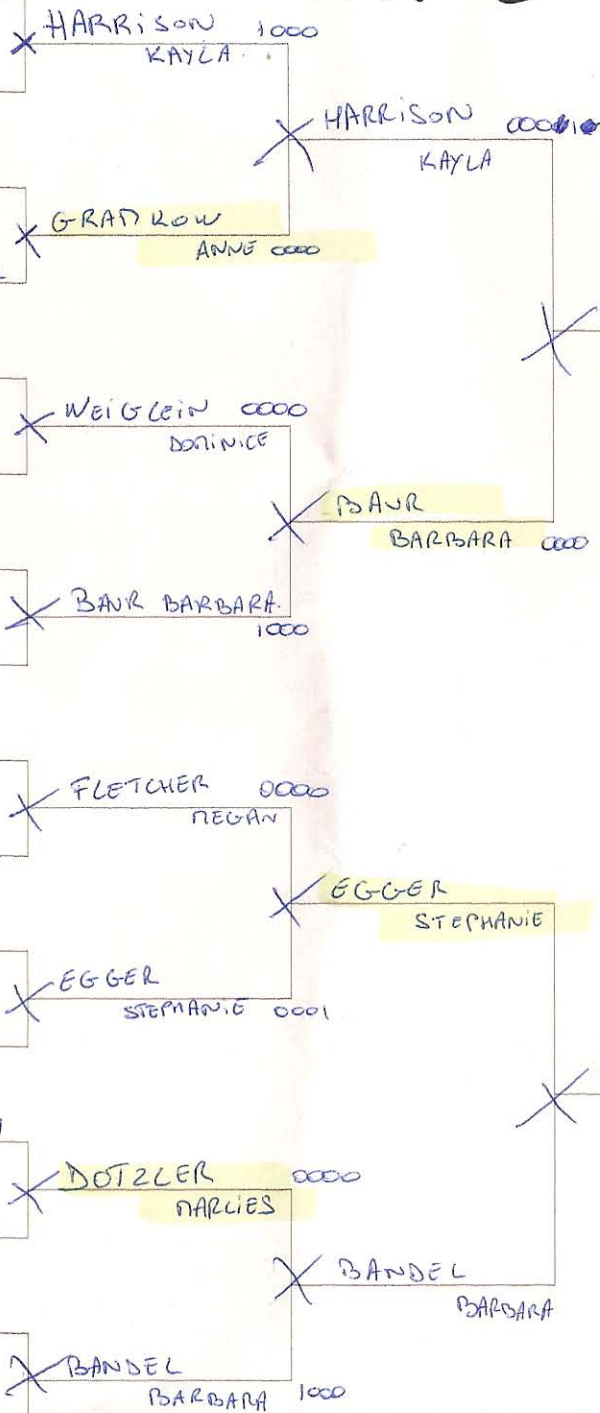 HARRISON 1000
KAYLA.
HARRISON
KAYLA
GRAMKOW
ANNE 0000
WEIGLEIN 0000
DOMINICE
BAUR
BARBARA 0000
BAUR BARBARA.
1000
FLETCHER 0000
MEGAN
EGGER
STEPHANIE
EGGER
STEPHANIE 0001
DOTZLER 0000
MARLIES
BANDEL
BARBARA
BANDEL
BARBARA 1000